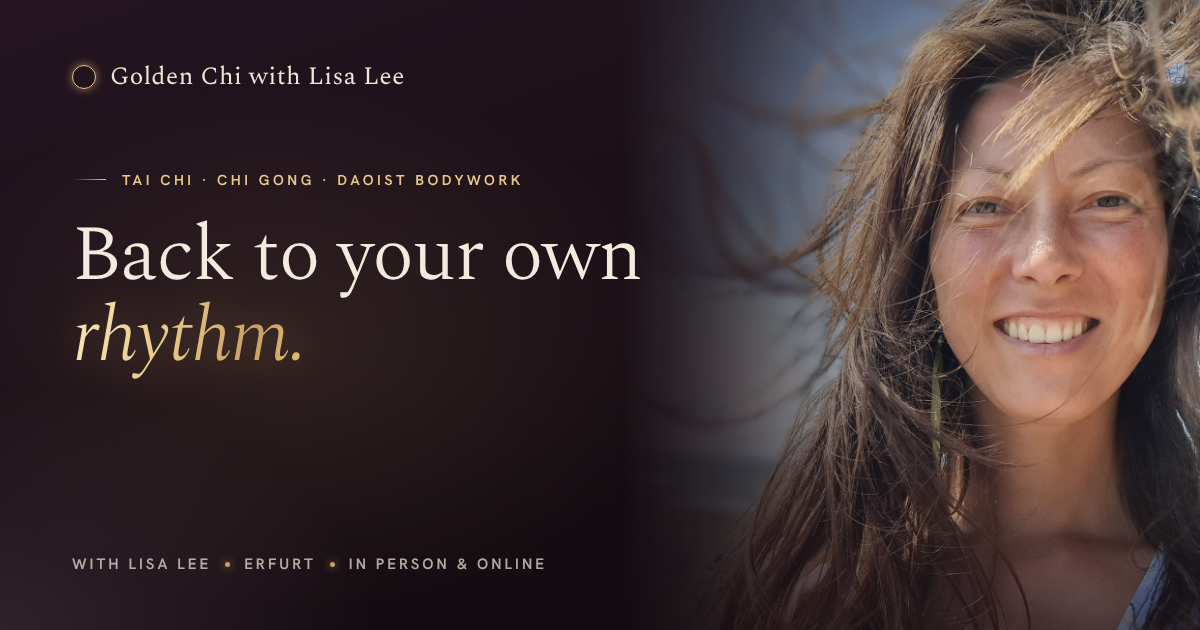 Golden Chi with Lisa Lee
TAI CHI · CHI GONG · DAOIST BODYWORK
Back to your own
rhythm.
WITH LISA LEE • ERFURT • IN PERSON & ONLINE